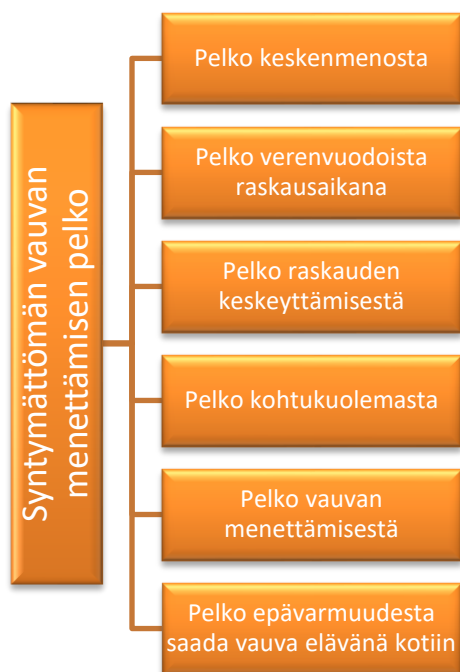 Syntymättömän vauvan
menettämisen pelko
Pelko keskenmenosta
Pelko verenvuodoista
raskausaikana
Pelko raskauden
keskeyttämisestä
Pelko kohtukuolemasta
Pelko vauvan
menettämisestä
Pelko epävarmuudesta
saada vauva elävänä kotiin